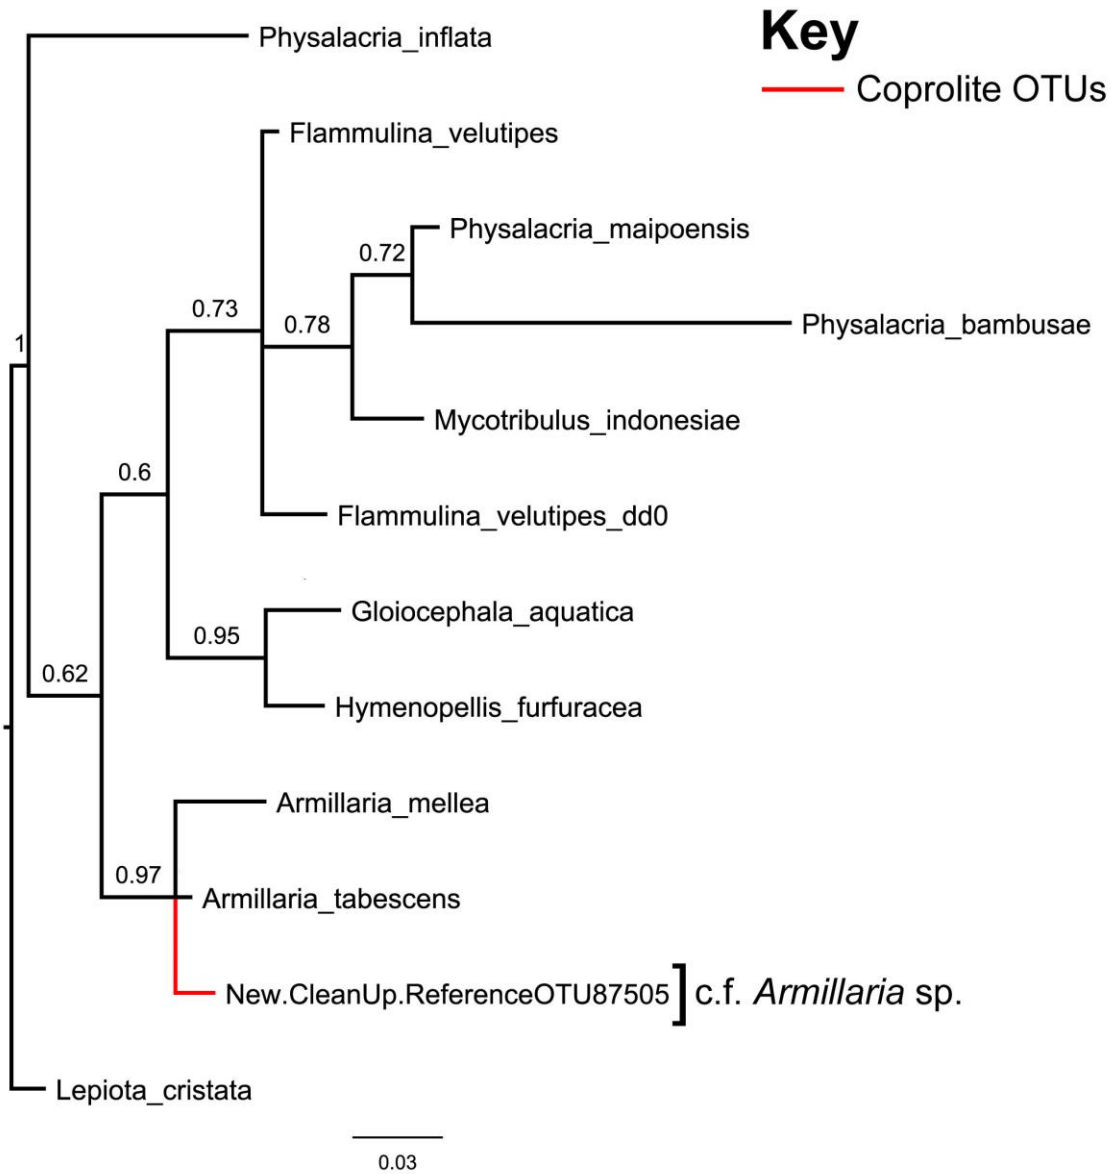 Key
Coprolite OTUs
Physalacria_inflata
Flammulina_velutipes
Physalacria_maipoensis
0.72
Physalacria_bambusae
0.73
0.78
1
Mycotribulus_indonesiae
0.6
Flammulina_velutipes_dd0
Gloiocephala_aquatica
0.95
0.62
Hymenopellis_furfuracea
Armillaria_mellea
0.97
Armillaria_tabescens
New.CleanUp.ReferenceOTU87505 ] c.f. Armillaria sp.
Lepiota_cristata
0.03